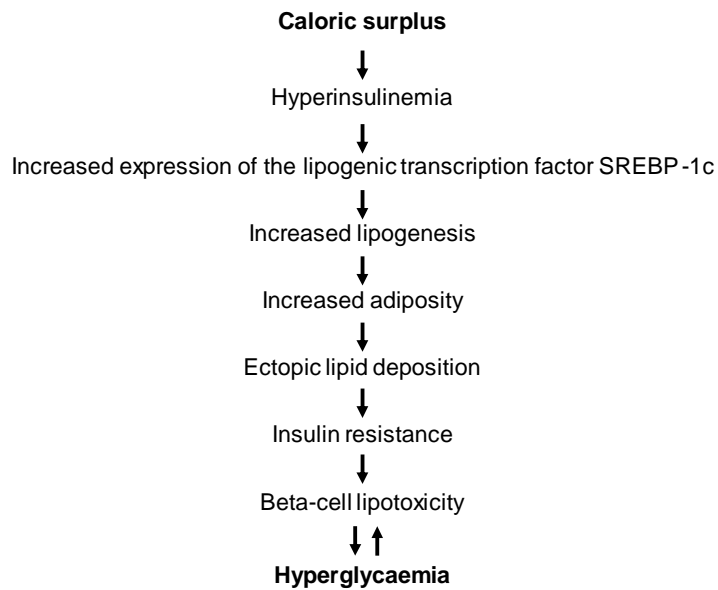 Caloric surplus
Hyperinsulinemia
Increased expression of the lipogenic transcription factor SREBP-1c
Increased lipogenesis
Increased adiposity
Ectopic lipid deposition
Insulin resistance
Beta-cell lipotoxicity
Hyperglycaemia